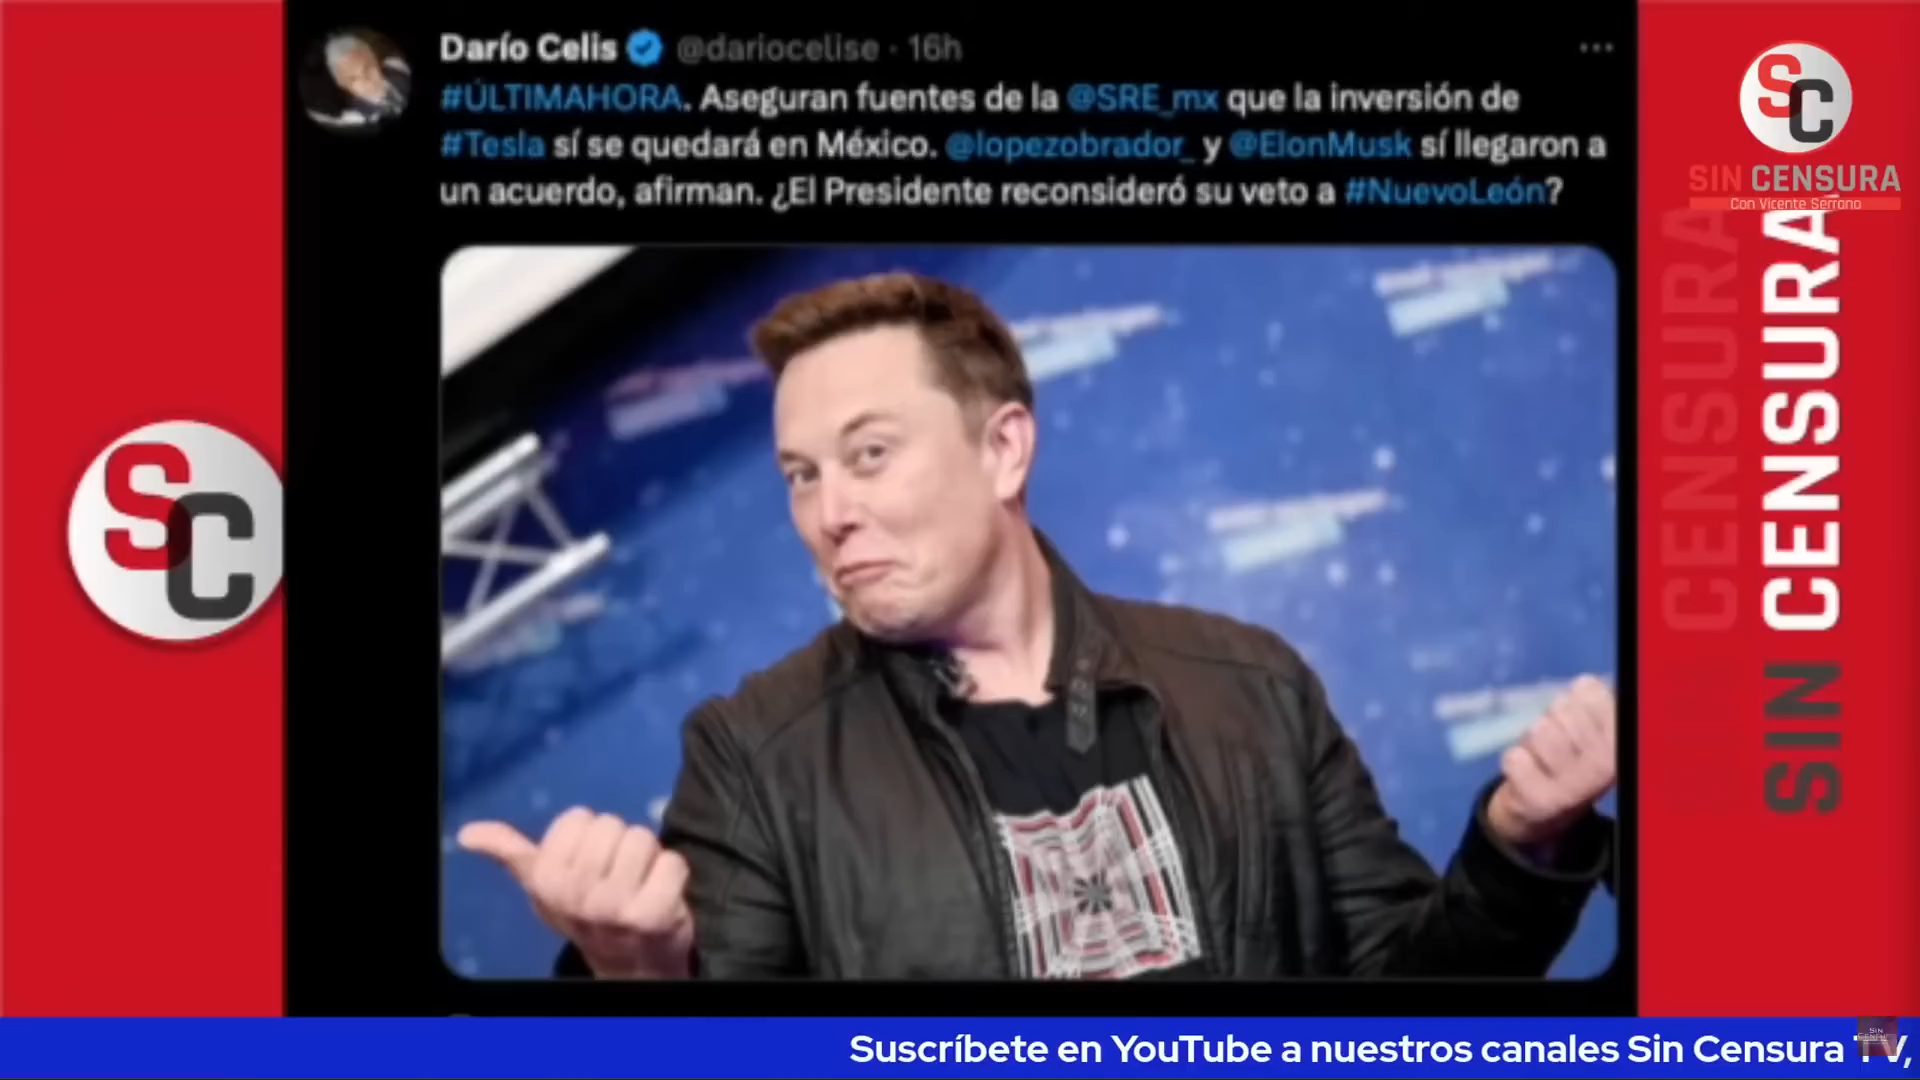 Darío Celis @dariocelise · 16h
#ÚLTIMAHORA. Aseguran fuentes de la @SRE_mx que la inversión de
#Tesla sí se quedará en México. @lopezobrador_ y @ElonMusk sí llegaron a
un acuerdo, afirman. ¿El Presidente reconsideró su veto a #NuevoLeón?
SC
SC
SIN CENSURA
Con Vicente Serrano
SIN CENSURA
SIN CENSURA
Suscríbete en YouTube a nuestros canales Sin Censura TV,